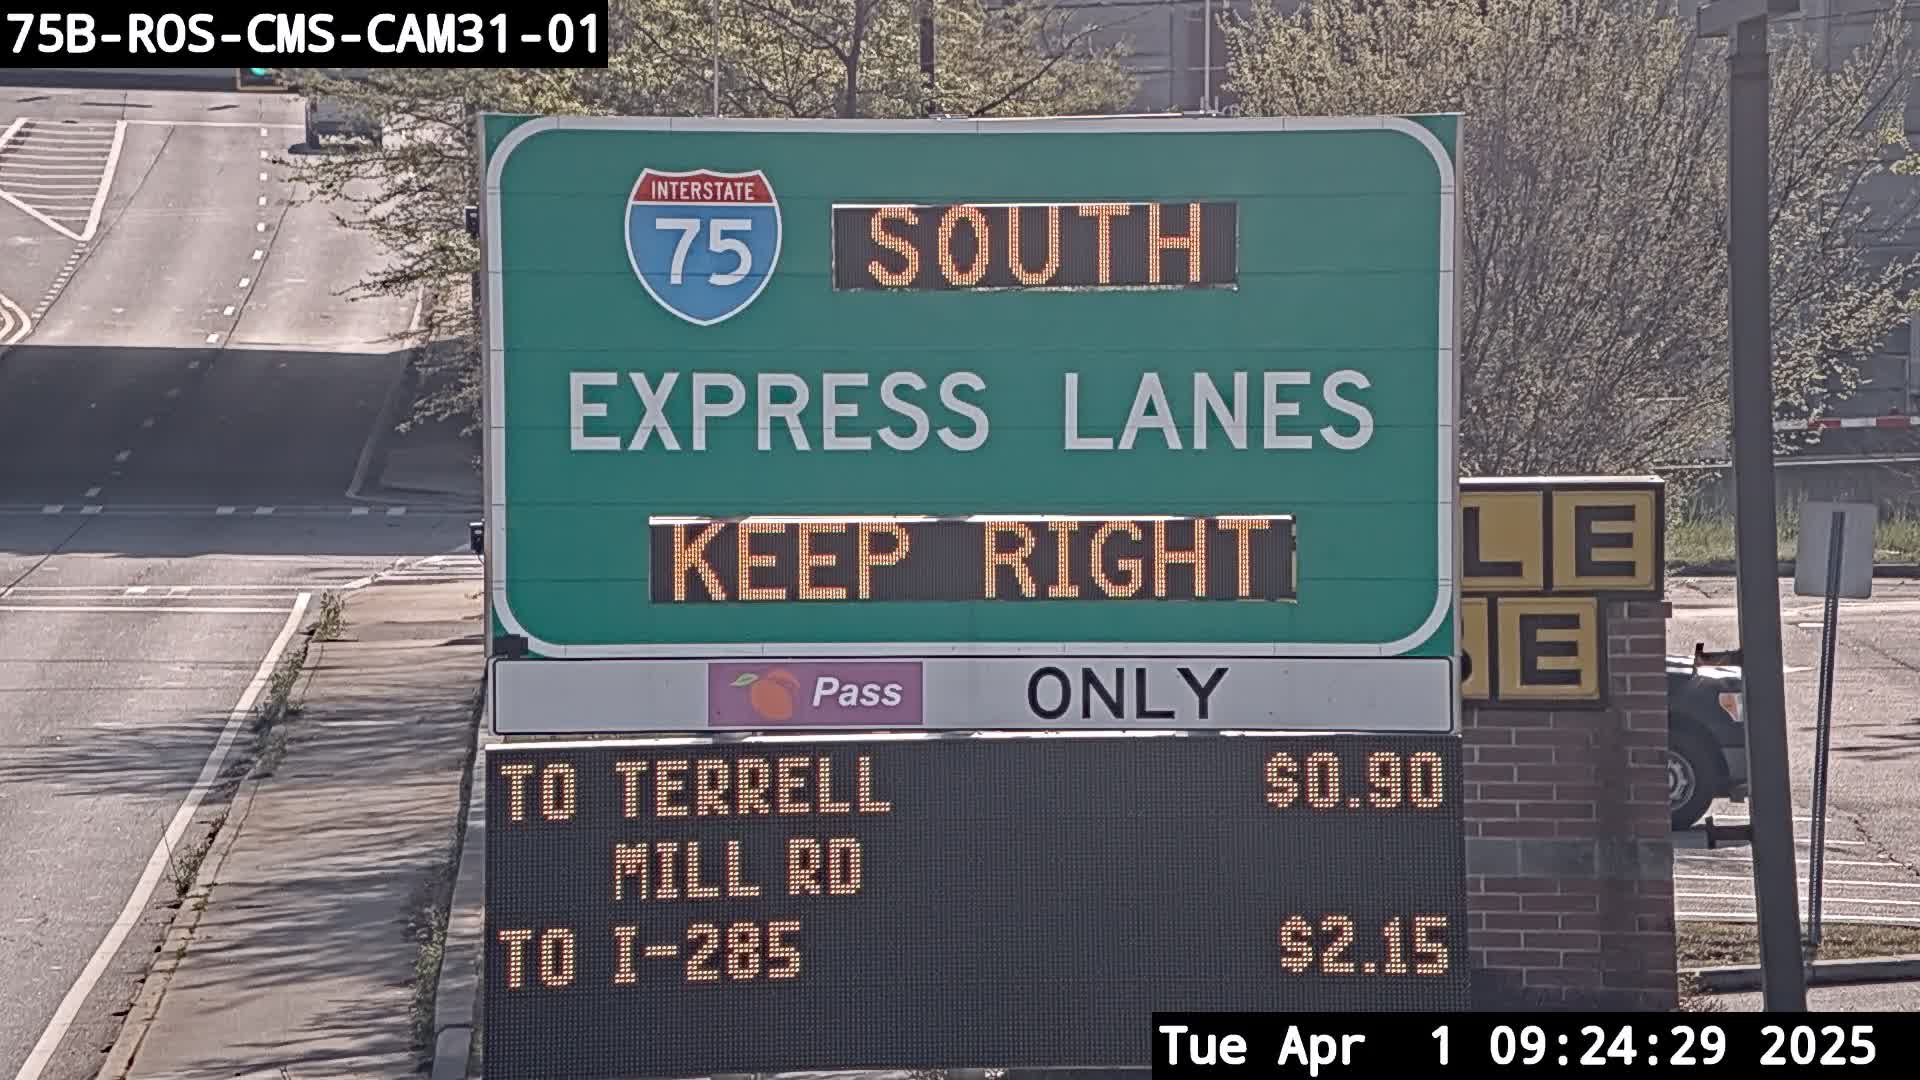 75B-ROS-CMS-CAM31-01
INTERSTATE
75
SOUTH
EXPRESS LANES
KEEP RIGHT
Pass ONLY
TO TERRELL $0.90
MILL RD
TO I-285 $2.15
LE
E
Tue Apr 1 09:24:29 2025